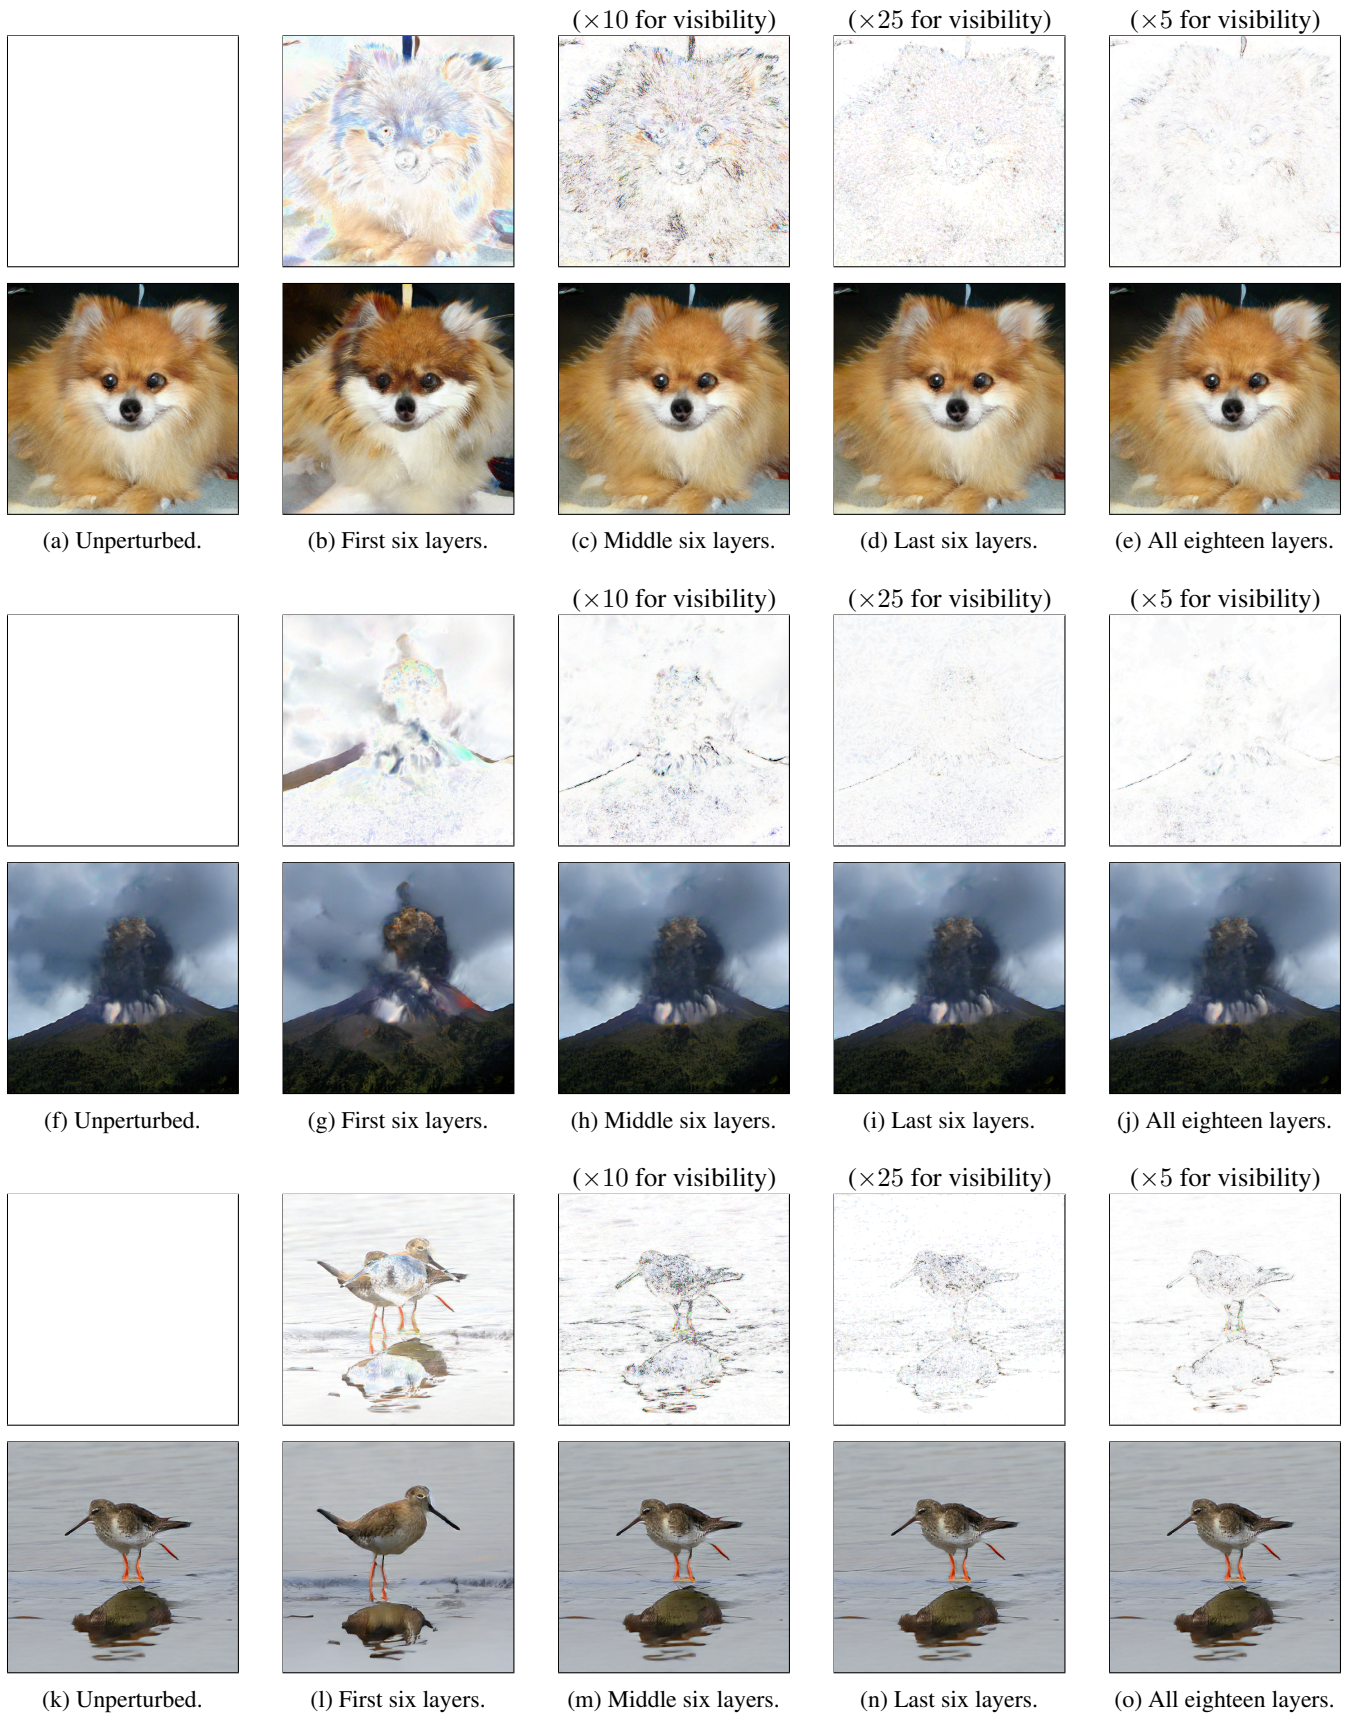 (×10 for visibility) (×25 for visibility) (×5 for visibility)
(a) Unperturbed. (b) First six layers. (c) Middle six layers. (d) Last six layers. (e) All eighteen layers.
(×10 for visibility) (×25 for visibility) (×5 for visibility)
(f) Unperturbed. (g) First six layers. (h) Middle six layers. (i) Last six layers. (j) All eighteen layers.
(×10 for visibility) (×25 for visibility) (×5 for visibility)
(k) Unperturbed. (l) First six layers. (m) Middle six layers. (n) Last six layers. (o) All eighteen layers.